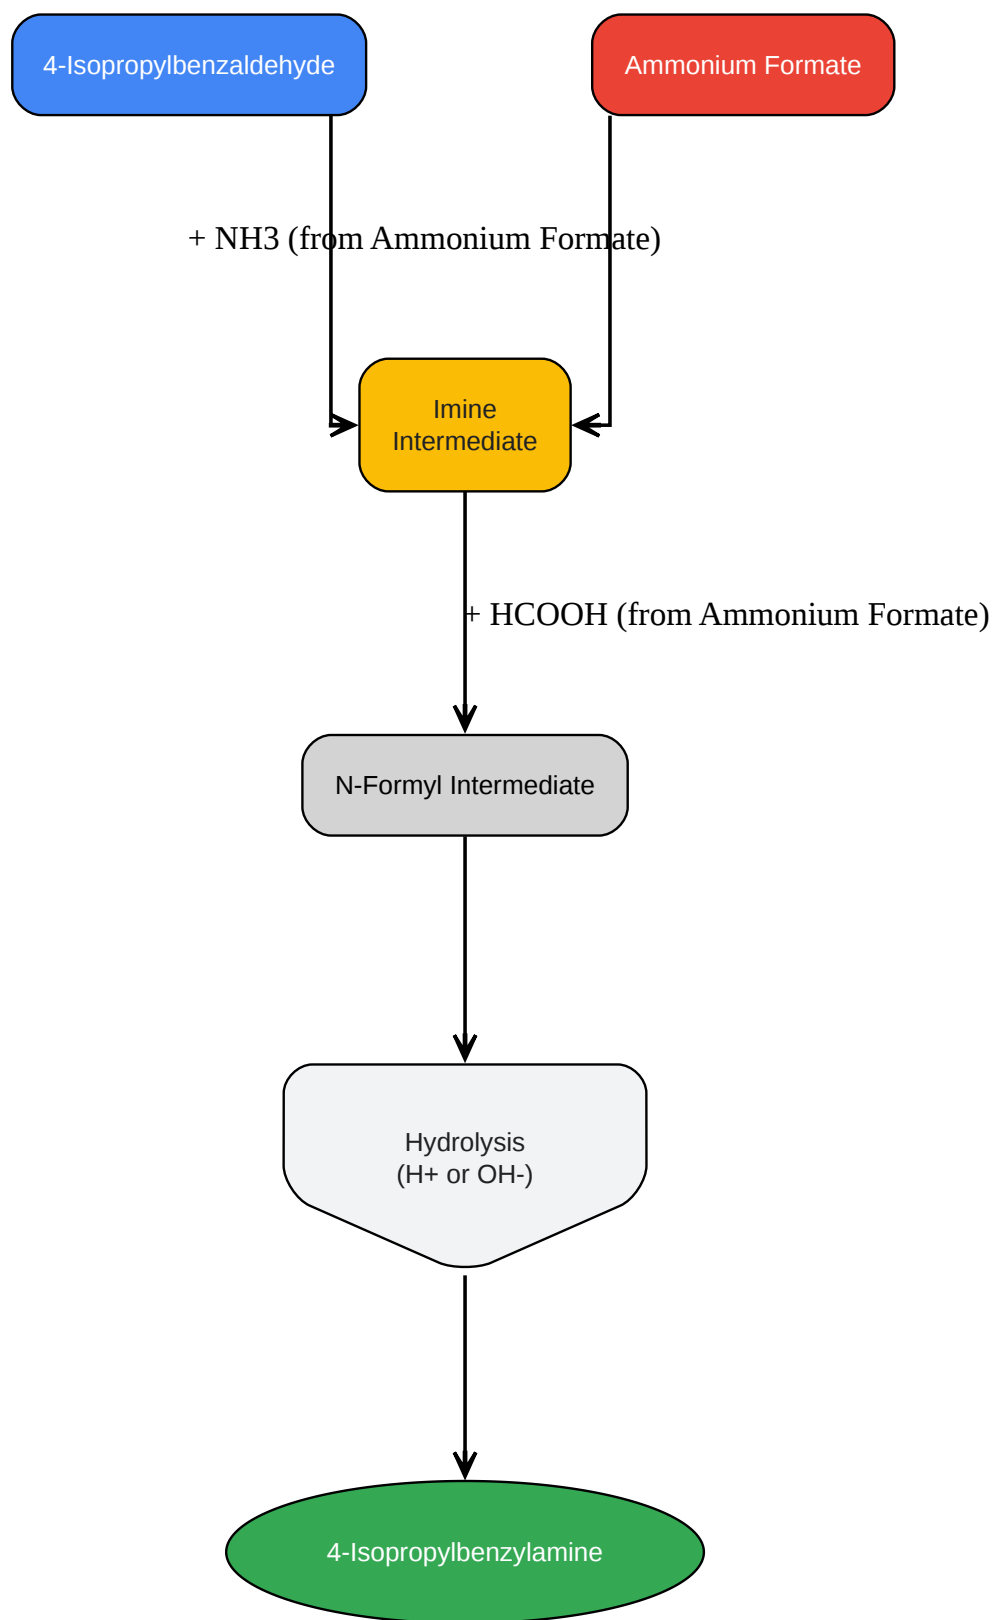 4-Isopropylbenzaldehyde
Ammonium Formate
+ NH3 (from Ammonium Formate)
Imine
Intermediate
+ HCOOH (from Ammonium Formate)
N-Formyl Intermediate
Hydrolysis
(H+ or OH-)
4-Isopropylbenzylamine